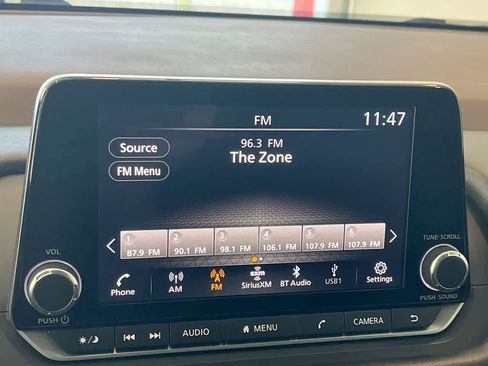 FM
11:47
Source
96.3 FM
FM Menu
The Zone
1 2 3 4 5 6
87.9 FM 90.1 FM 98.1 FM 106.1 FM 107.9 FM 107.9 FM
VOL
TUNE-SCROLL
Phone AM FM SiriusXM BT Audio USB1 Settings
PUSH
PUSH SOUND
AUDIO MENU CAMERA